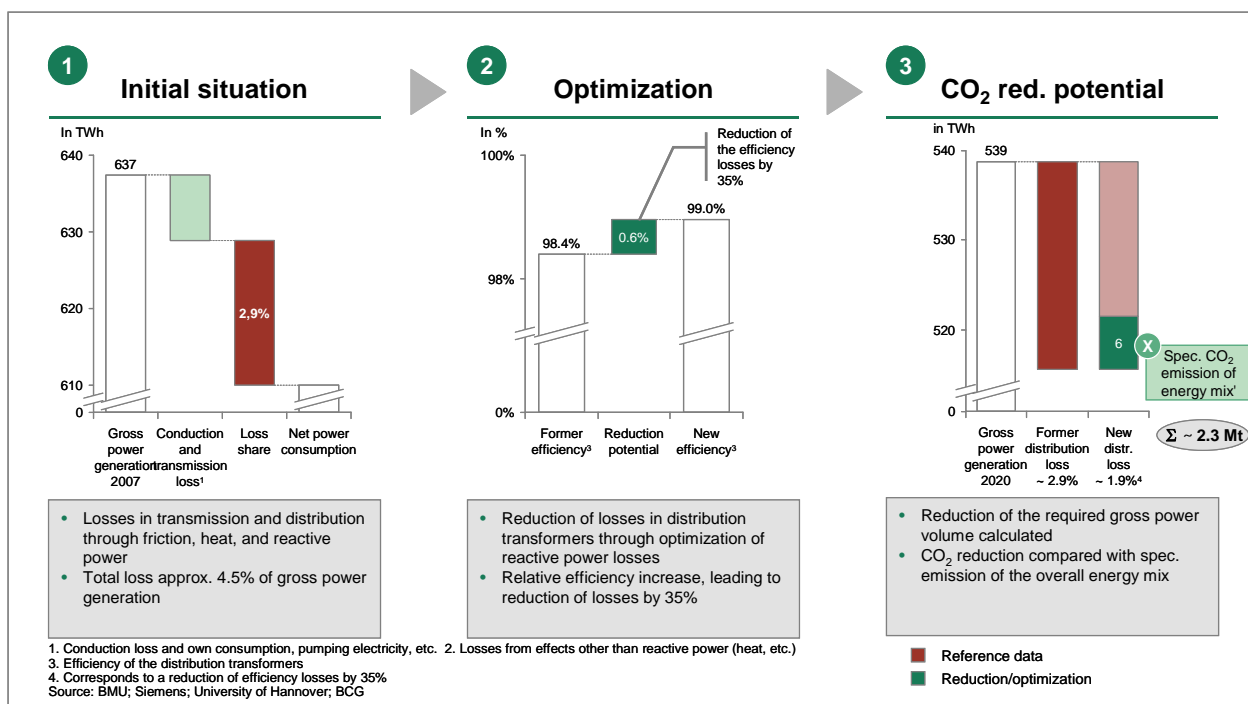 1
Initial situation
In TWh
640
637
630
620
2,9%
610
0
Gross
power
generation
2007
Conduction
and
transmission
loss¹
Loss
share
Net power
consumption
• Losses in transmission and distribution
through friction, heat, and reactive
power
• Total loss approx. 4.5% of gross power
generation
2
Optimization
In %
100%
Reduction of
the efficiency
losses by
35%
99.0%
98.4%
0.6%
98%
0%
Former
efficiency³
Reduction
potential
New
efficiency³
• Reduction of losses in distribution
transformers through optimization of
reactive power losses
• Relative efficiency increase, leading to
reduction of losses by 35%
3
CO₂ red. potential
in TWh
540
539
530
520
6
X
Spec. CO₂
emission of
energy mix'
0
Σ ~ 2.3 Mt
Gross
power
generation
2020
Former
distribution
loss
~ 2.9%
New
distr.
loss
~ 1.9%⁴
• Reduction of the required gross power
volume calculated
• CO₂ reduction compared with spec.
emission of the overall energy mix
1. Conduction loss and own consumption, pumping electricity, etc. 2. Losses from effects other than reactive power (heat, etc.)
3. Efficiency of the distribution transformers
4. Corresponds to a reduction of efficiency losses by 35%
Source: BMU; Siemens; University of Hannover; BCG
Reference data
Reduction/optimization